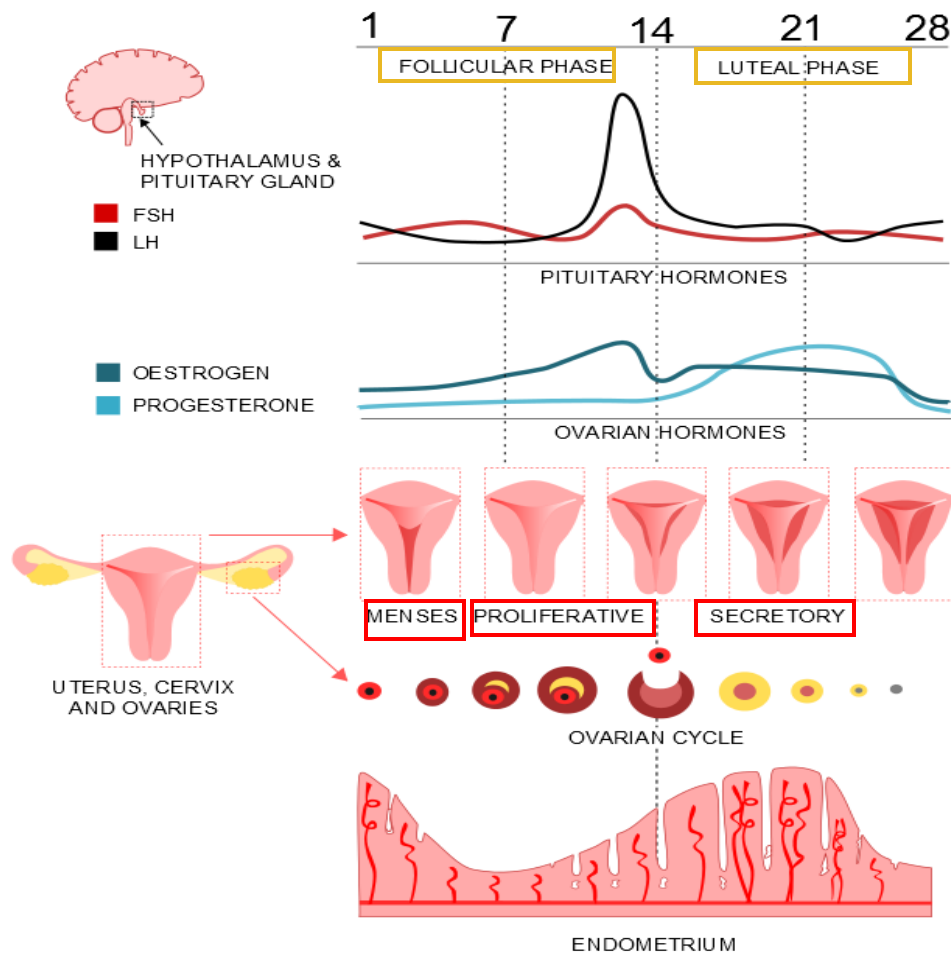 1 7 14 21 28
FOLLICULAR PHASE LUTEAL PHASE
HYPOTHALAMUS &
PITUITARY GLAND
FSH
LH
PITUITARY HORMONES
OESTROGEN
PROGESTERONE
OVARIAN HORMONES
MENSES PROLIFERATIVE SECRETORY
UTERUS, CERVIX
AND OVARIES
OVARIAN CYCLE
ENDOMETRIUM